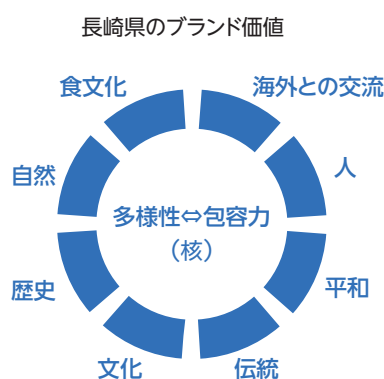 長崎県のブランド価値
食文化
海外との交流
自然
人
多様性⇔包容力
（核）
歴史
平和
文化
伝統